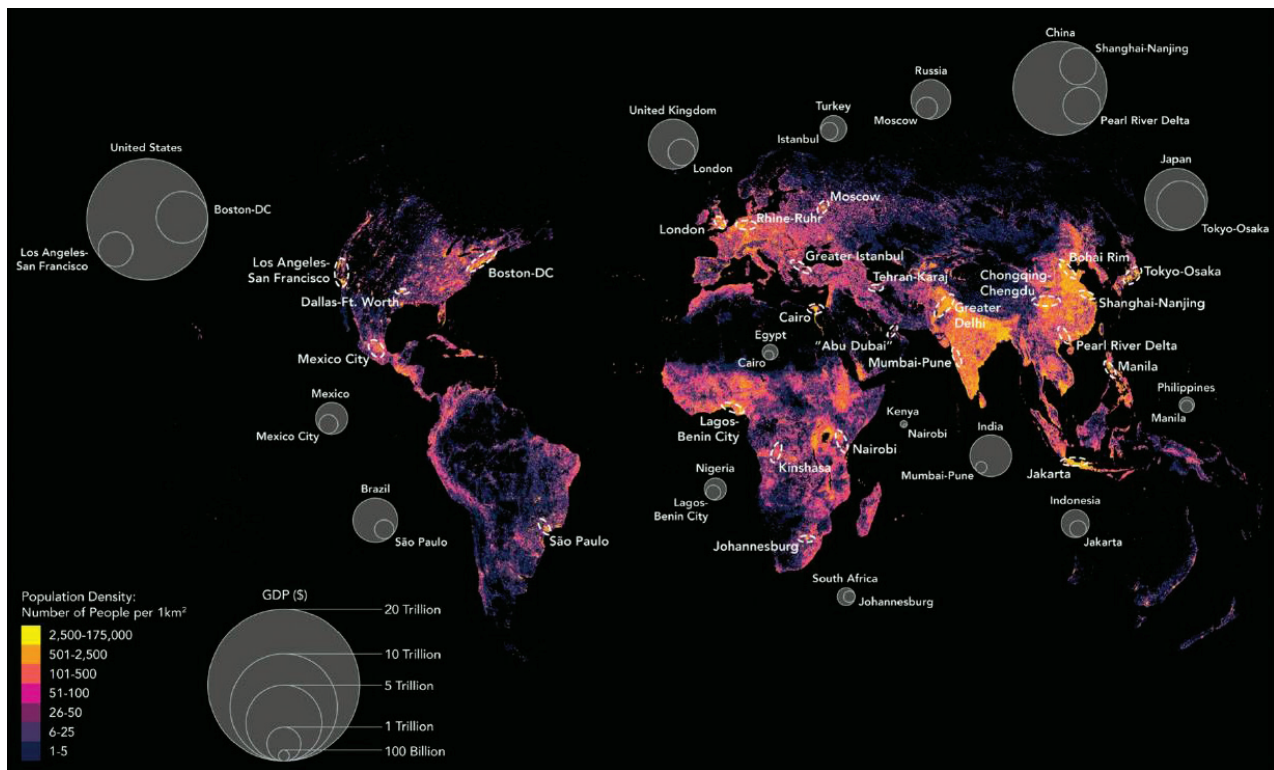 China
Shanghai-Nanjing
Pearl River Delta
Russia
Moscow
Turkey
Istanbul
United Kingdom
London
United States
Boston-DC
Los Angeles-
San Francisco
Japan
Tokyo-Osaka
Los Angeles-
San Francisco
Dallas-Ft. Worth
Boston-DC
Mexico City
London
Rhine-Ruhr
Moscow
Greater Istanbul
Tehran-Karaj
Cairo
"Abu Dubai"
Greater
Delhi
Mumbai-Pune
Chongqing-
Chengdu
Bohai Rim
Tokyo-Osaka
Shanghai-Nanjing
Pearl River Delta
Manila
Egypt
Cairo
Mexico
Mexico City
Philippines
Manila
Kenya
Nairobi
India
Mumbai-Pune
Lagos-
Benin City
Kinshasa
Nairobi
Jakarta
Nigeria
Lagos-
Benin City
Indonesia
Jakarta
Brazil
São Paulo
São Paulo
Johannesburg
South Africa
Johannesburg
Population Density:
Number of People per 1km²
2,500-175,000
501-2,500
101-500
51-100
26-50
6-25
1-5
GDP ($)
20 Trillion
10 Trillion
5 Trillion
1 Trillion
100 Billion